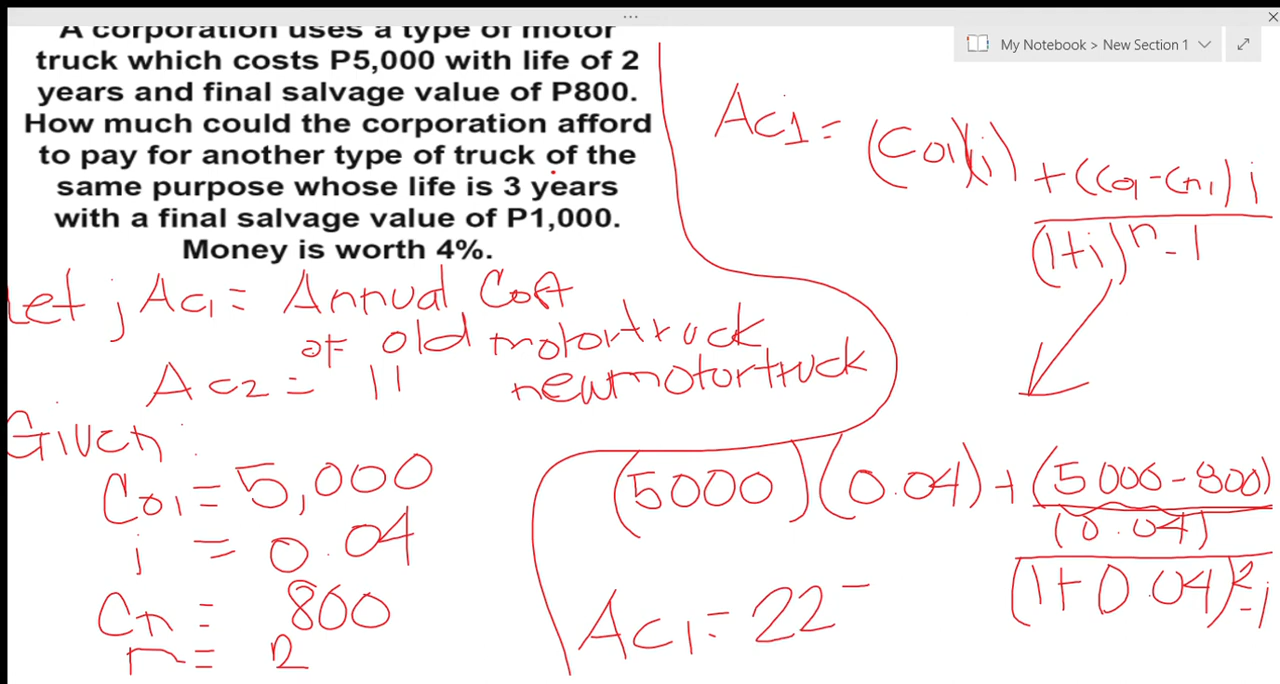 A corporation uses a type of motor
truck which costs P5,000 with life of 2
years and final salvage value of P800.
How much could the corporation afford
to pay for another type of truck of the
same purpose whose life is 3 years
with a final salvage value of P1,000.
Money is worth 4%.
My Notebook > New Section 1
Let ; Ac1 = Annual Cost
of old motortruck
Ac2 = 11 new motortruck
Given :
Co1 = 5,000
i = 0.04
Cn = 800
n = 2
Ac1 = (Co1)(i) + (Co1 - Cn1) i
(1+i)^n - 1
(5000)(0.04) + (5000-800)
(0.04)
(1+0.04)^2 - 1
Ac1 = 22